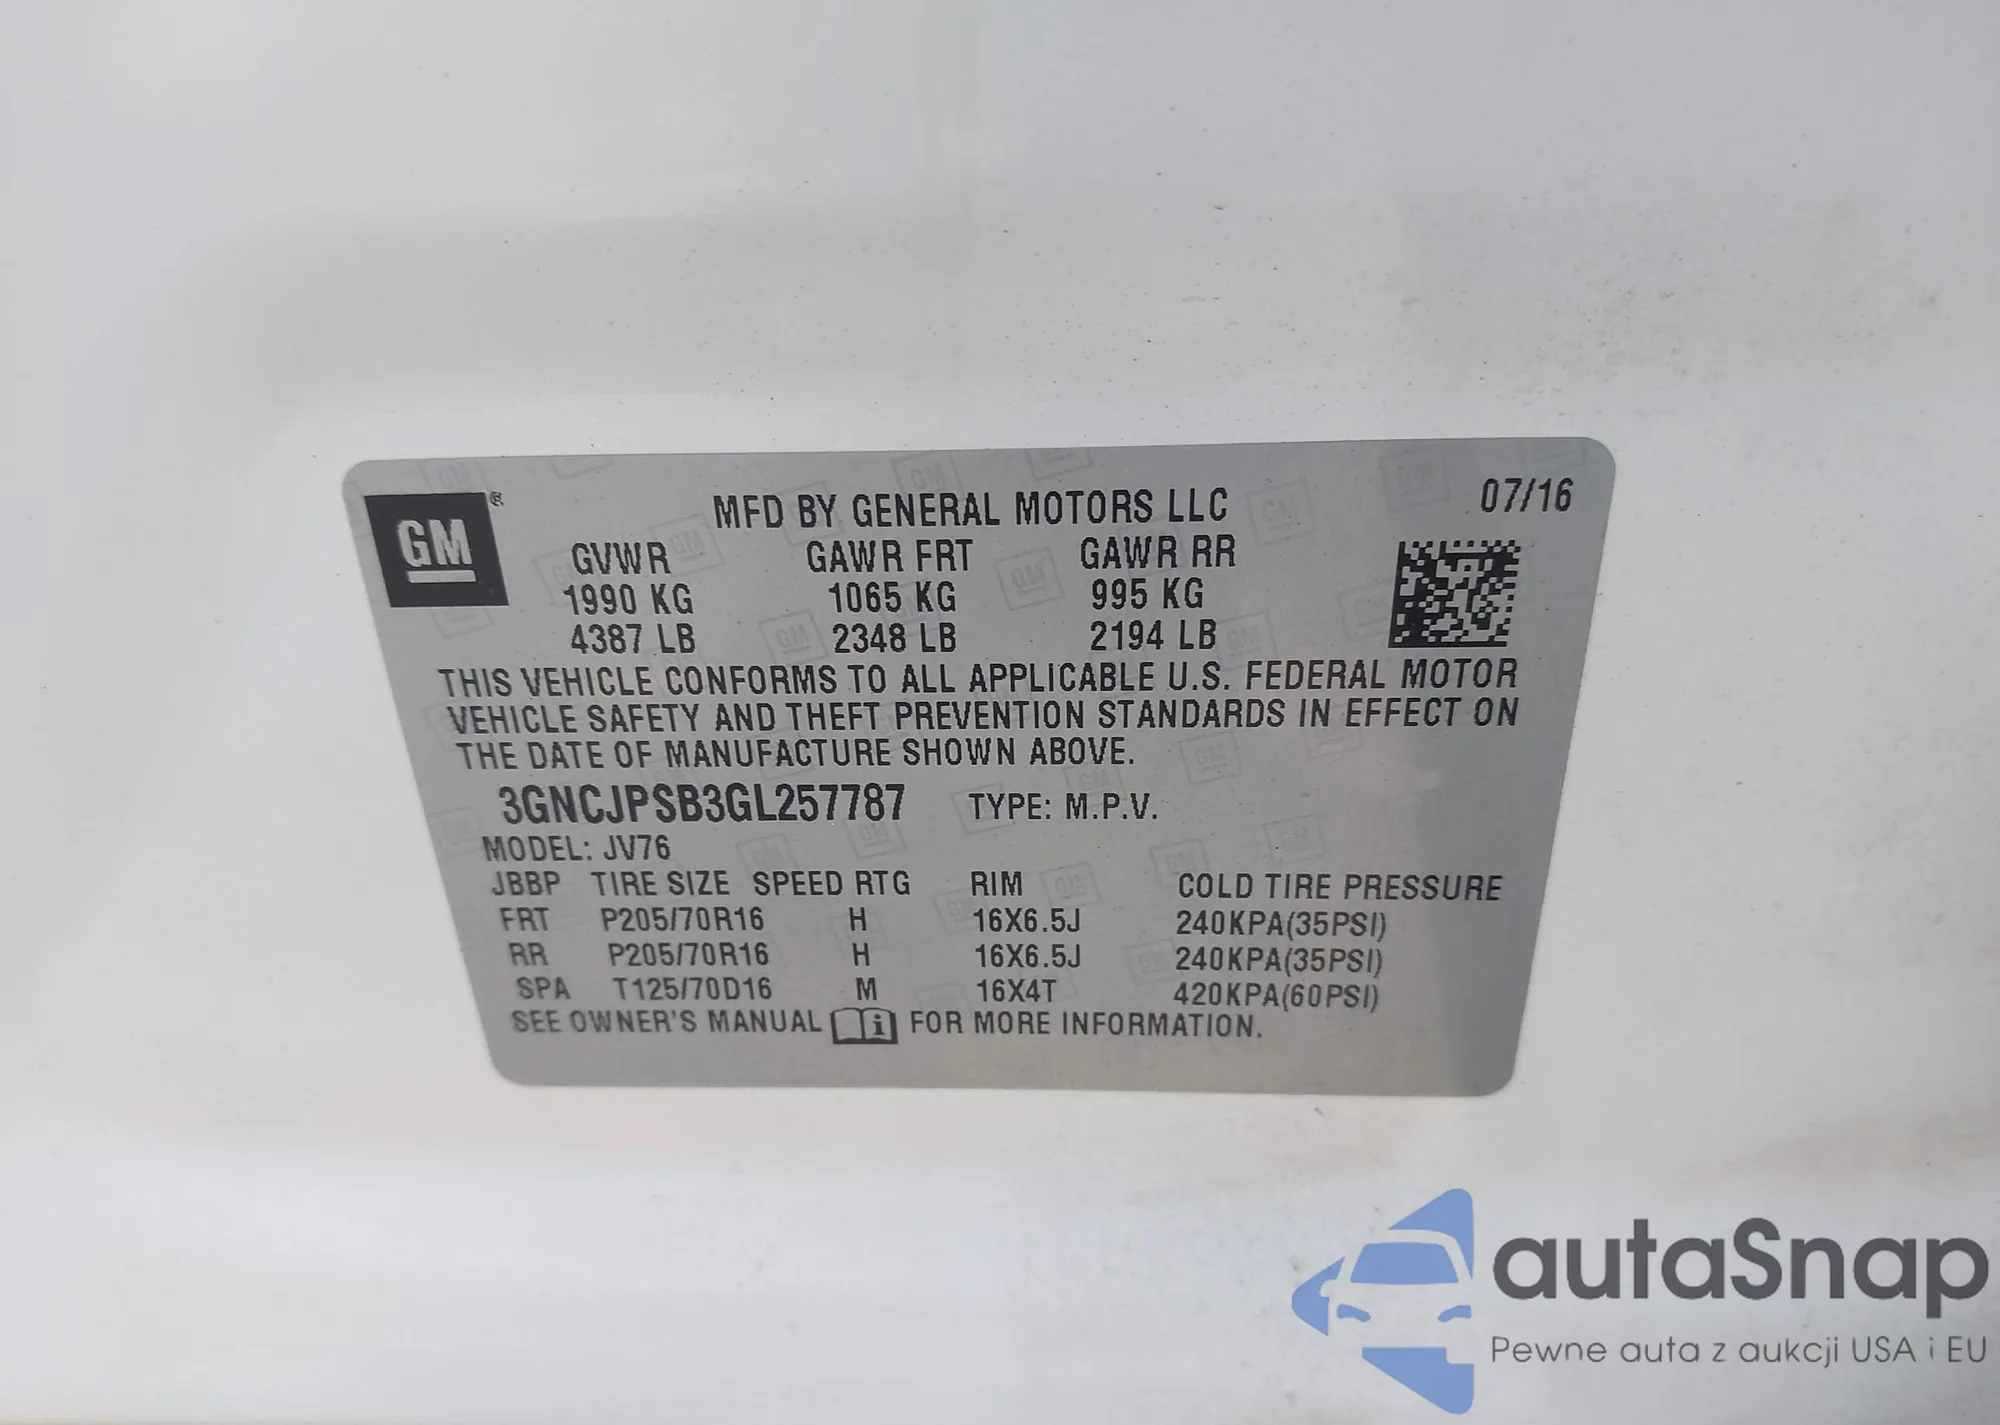 GM ®
MFD BY GENERAL MOTORS LLC 07/16
GVWR GAWR FRT GAWR RR
1990 KG 1065 KG 995 KG
4387 LB 2348 LB 2194 LB
THIS VEHICLE CONFORMS TO ALL APPLICABLE U.S. FEDERAL MOTOR
VEHICLE SAFETY AND THEFT PREVENTION STANDARDS IN EFFECT ON
THE DATE OF MANUFACTURE SHOWN ABOVE.
3GNCJPSB3GL257787 TYPE: M.P.V.
MODEL: JV76
JBBP TIRE SIZE SPEED RTG RIM COLD TIRE PRESSURE
FRT P205/70R16 H 16X6.5J 240KPA(35PSI)
RR P205/70R16 H 16X6.5J 240KPA(35PSI)
SPA T125/70D16 M 16X4T 420KPA(60PSI)
SEE OWNER'S MANUAL i FOR MORE INFORMATION.
autaSnap
Pewne auta z aukcji USA i EU